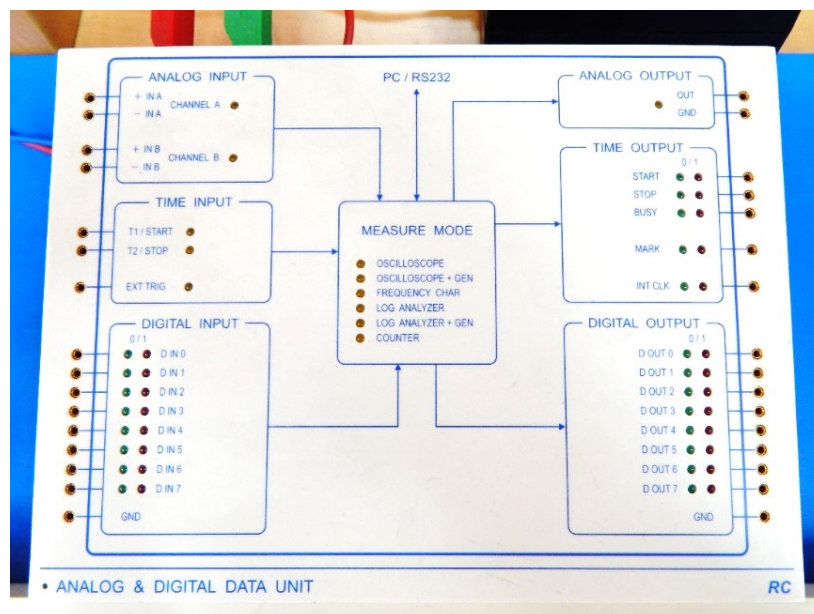 ANALOG INPUT
+ IN A
CHANNEL A
− IN A
+ IN B
CHANNEL B
− IN B
PC / RS232
ANALOG OUTPUT
OUT
GND
TIME INPUT
T1 / START
T2 / STOP
EXT TRIG
MEASURE MODE
OSCILLOSCOPE
OSCILLOSCOPE + GEN
FREQUENCY CHAR
LOG ANALYZER
LOG ANALYZER + GEN
COUNTER
TIME OUTPUT
0 / 1
START
STOP
BUSY
MARK
INT CLK
DIGITAL INPUT
0 / 1
D IN 0
D IN 1
D IN 2
D IN 3
D IN 4
D IN 5
D IN 6
D IN 7
GND
DIGITAL OUTPUT
0 / 1
D OUT 0
D OUT 1
D OUT 2
D OUT 3
D OUT 4
D OUT 5
D OUT 6
D OUT 7
GND
• ANALOG & DIGITAL DATA UNIT
RC